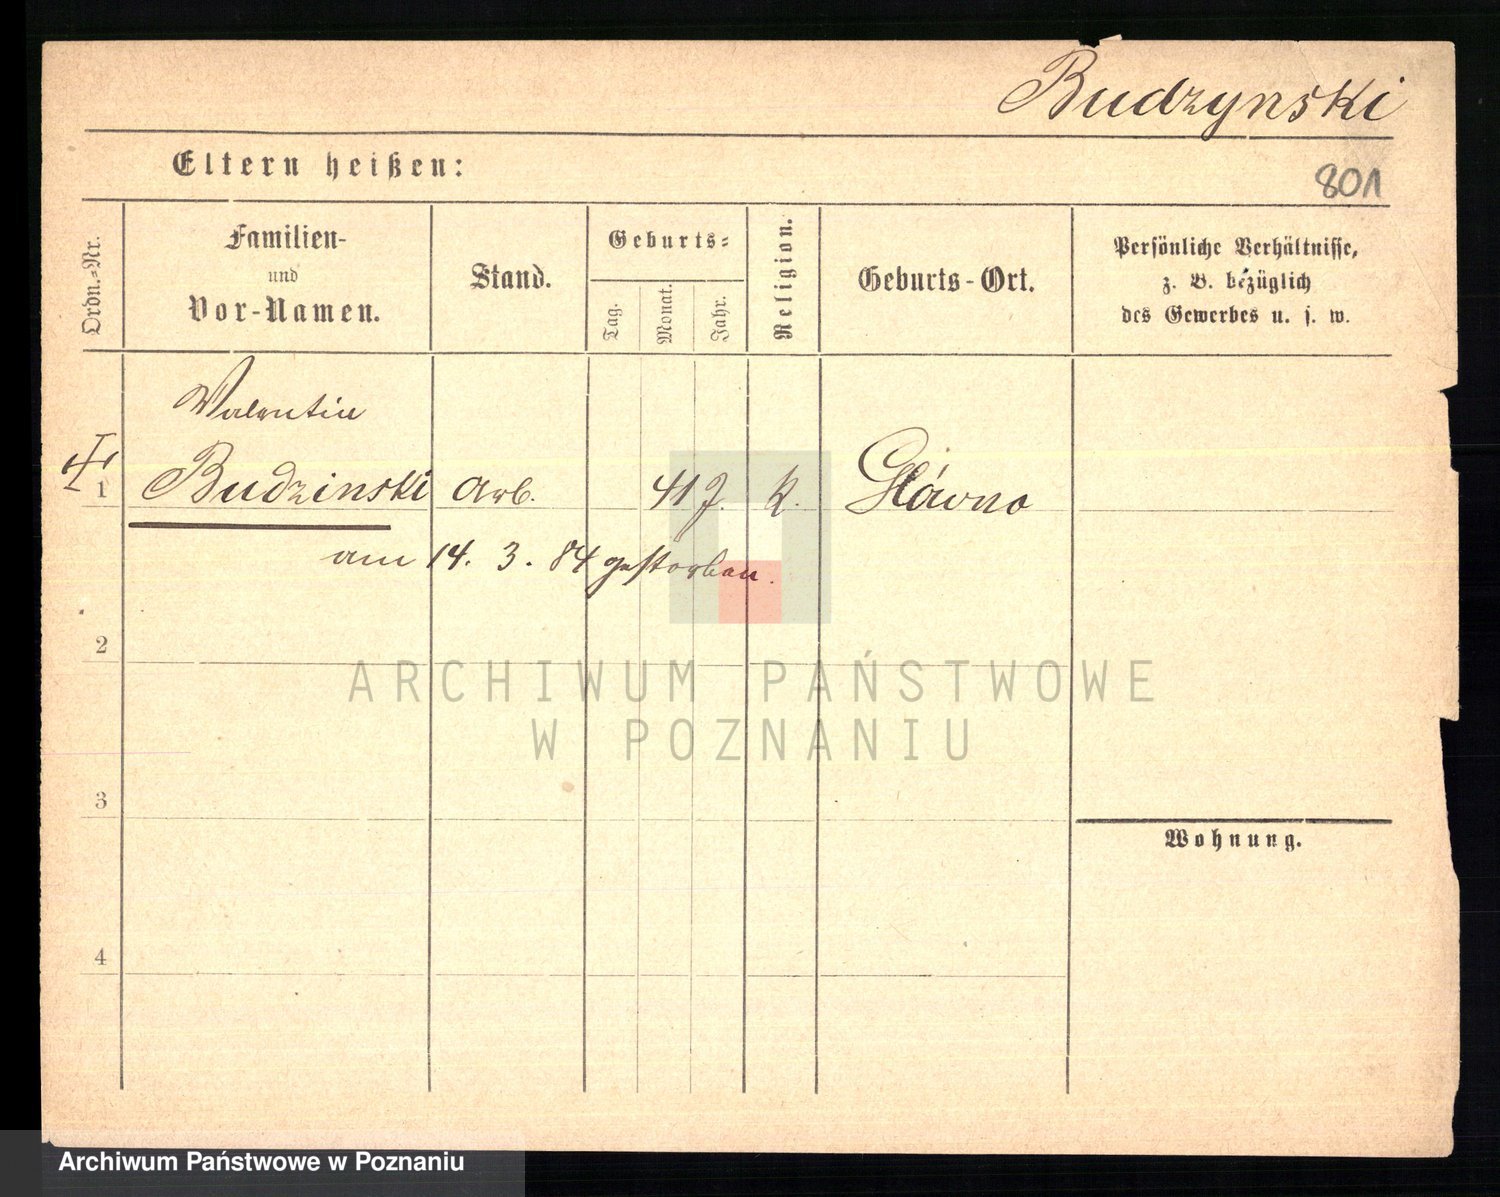 Budzynski
Eltern heißen:
801
Ordn.-Nr.
Familien-
und
Vor-Namen.
Stand.
Geburts-
Tag.
Monat.
Jahr.
Religion.
Geburts-Ort.
Persönliche Verhältnisse,
z. B. bezüglich
des Gewerbes u. s. w.
Valentin
1 Budzinski Arb. 41 J. K. Główno
am 14. 3. 84 gestorben.
2
ARCHIWUM PAŃSTWOWE
W POZNANIU
3
Wohnung.
4
Archiwum Państwowe w Poznaniu